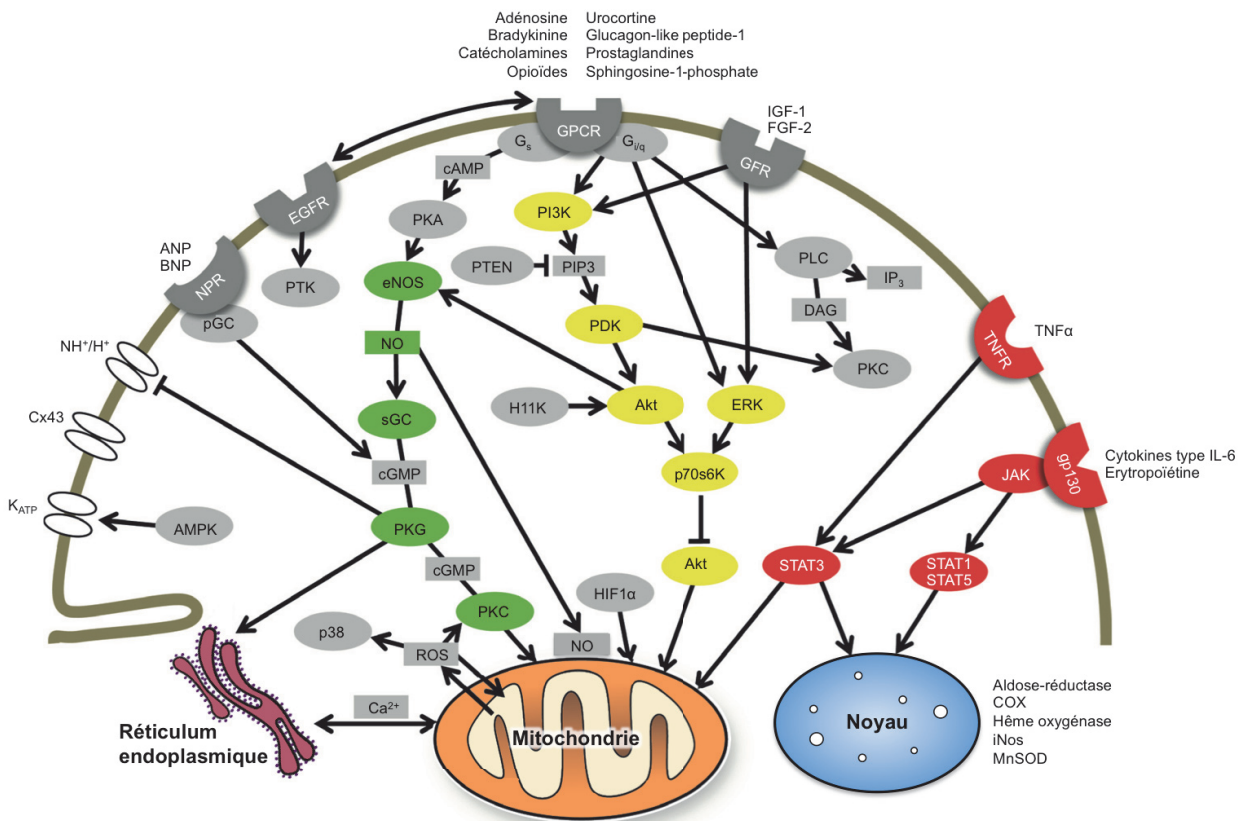 Adénosine Urocortine
Bradykinine Glucagon-like peptide-1
Catécholamines Prostaglandines
Opioïdes Sphingosine-1-phosphate
IGF-1
FGF-2
GPCR
Gs
Gi/q
GFR
cAMP
EGFR
PKA
PI3K
ANP
BNP
NPR
PTK
eNOS
PTEN
PIP3
PLC
IP3
DAG
pGC
NO
PDK
TNFR
TNFα
NH+/H+
PKC
H11K
Akt
ERK
Cx43
sGC
cGMP
p70s6K
JAK
gp130
Cytokines type IL-6
Erytropoïétine
KATP
AMPK
PKG
cGMP
Akt
STAT3
STAT1
STAT5
HIF1α
p38
PKC
ROS
NO
Ca2+
Réticulum
endoplasmique
Mitochondrie
Noyau
Aldose-réductase
COX
Hême oxygénase
iNos
MnSOD